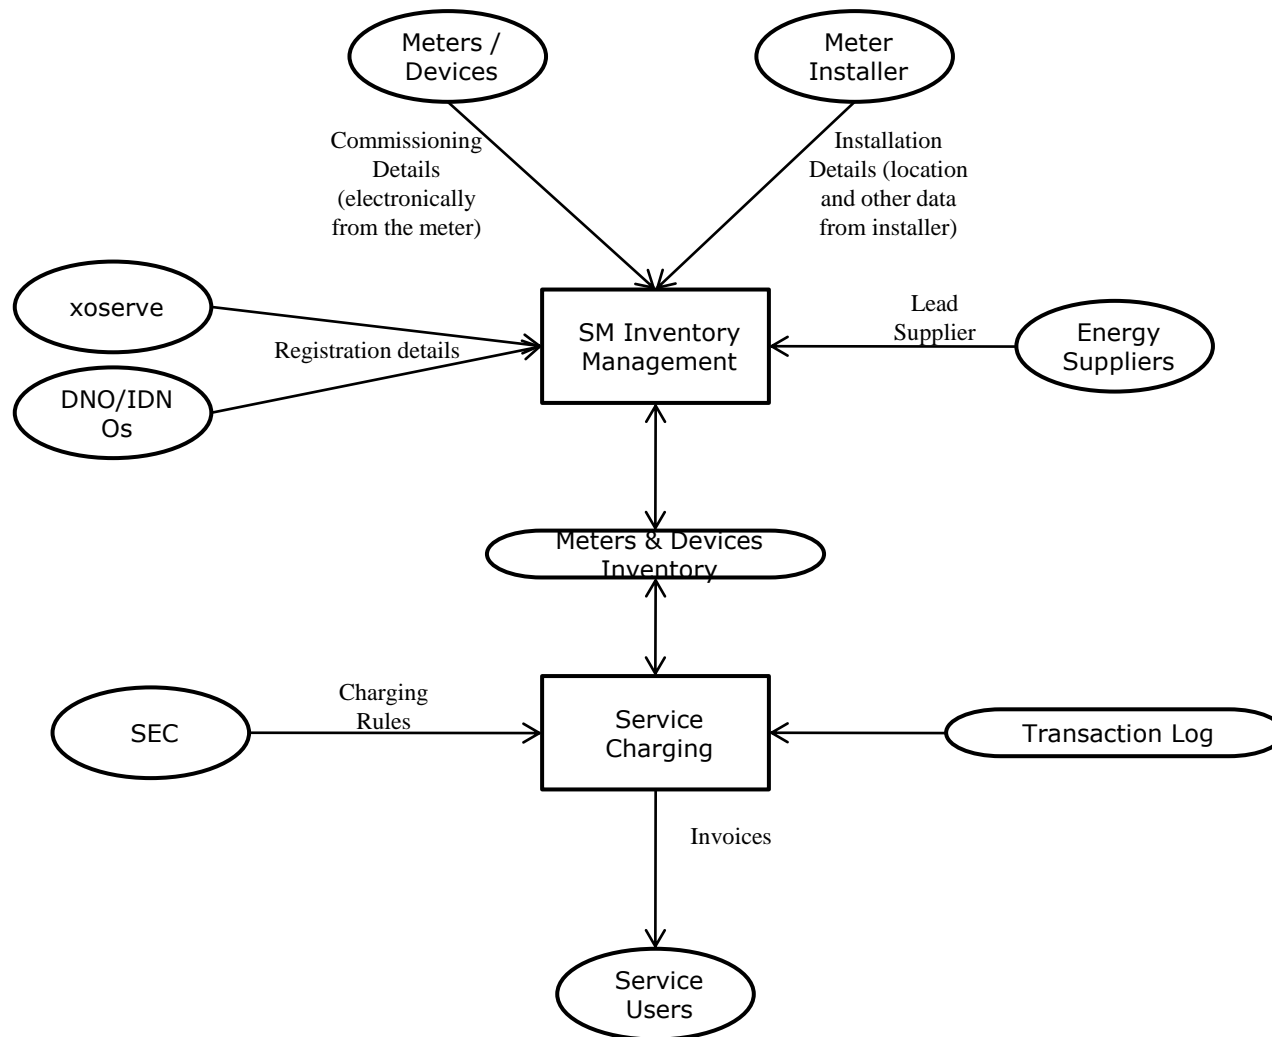 Meters /
Devices
Meter
Installer
Commissioning
Details
(electronically
from the meter)
Installation
Details (location
and other data
from installer)
xoserve
Registration details
DNO/IDN
Os
SM Inventory
Management
Lead
Supplier
Energy
Suppliers
Meters & Devices
Inventory
SEC
Charging
Rules
Service
Charging
Transaction Log
Invoices
Service
Users